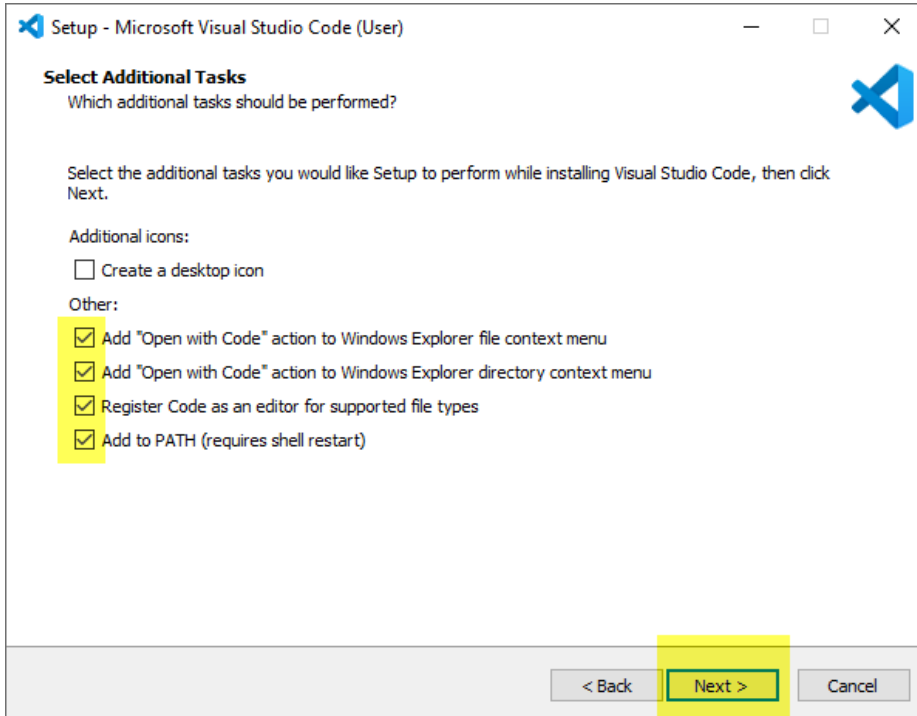 Setup - Microsoft Visual Studio Code (User)
Select Additional Tasks
Which additional tasks should be performed?
Select the additional tasks you would like Setup to perform while installing Visual Studio Code, then click
Next.
Additional icons:
Create a desktop icon
Other:
Add "Open with Code" action to Windows Explorer file context menu
Add "Open with Code" action to Windows Explorer directory context menu
Register Code as an editor for supported file types
Add to PATH (requires shell restart)
< Back Next > Cancel